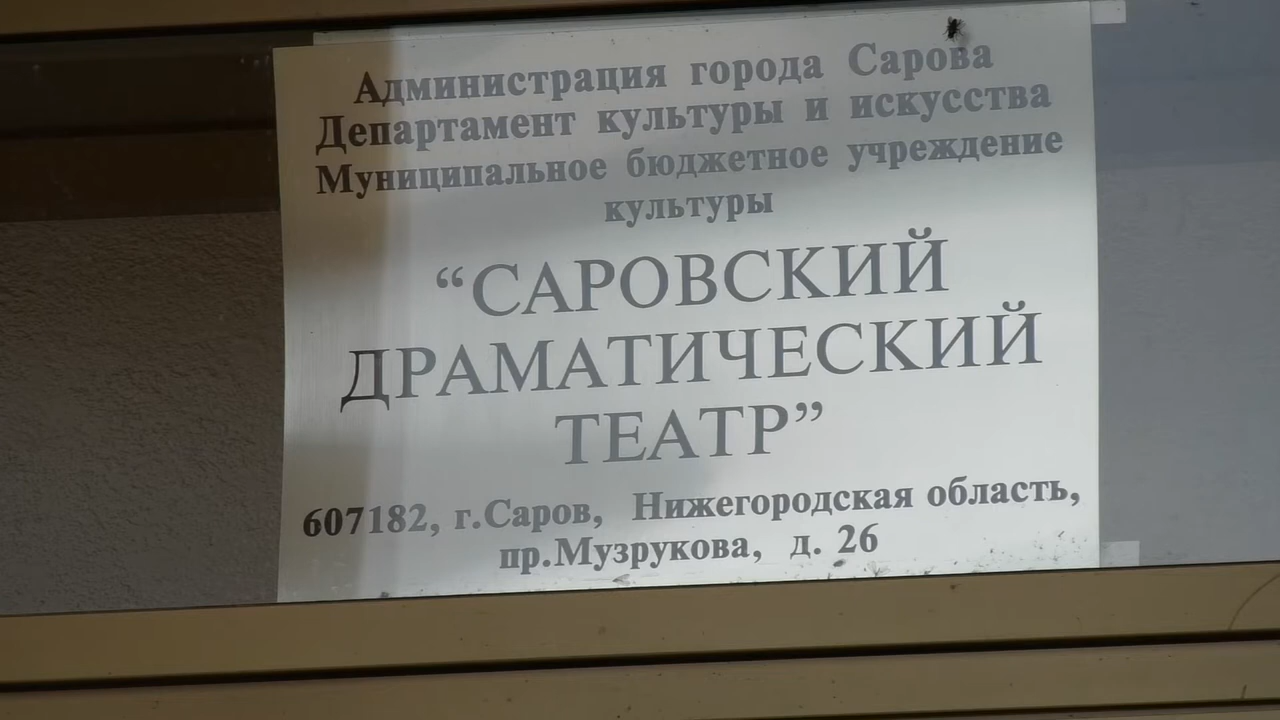 Администрация города Сарова
Департамент культуры и искусства
Муниципальное бюджетное учреждение
культуры
“САРОВСКИЙ
ДРАМАТИЧЕСКИЙ
ТЕАТР”
607182, г.Саров, Нижегородская область,
пр.Музрукова, д. 26